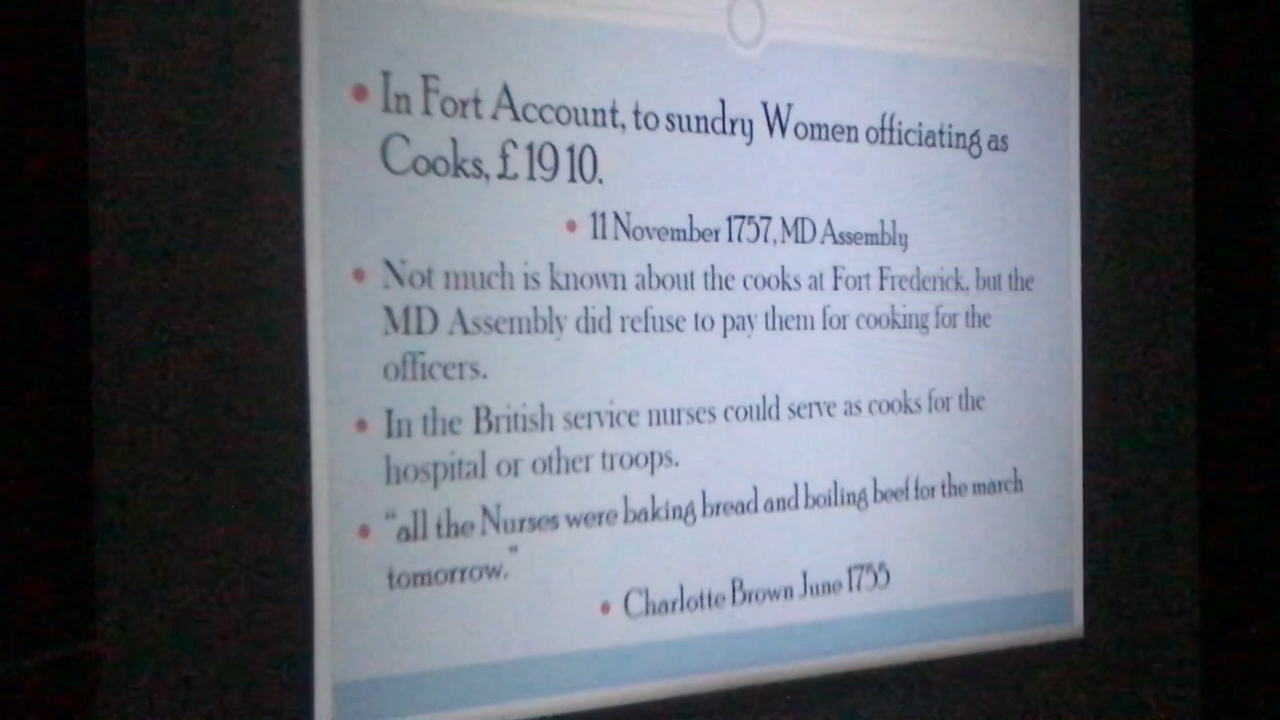 • In Fort Account, to sundry Women officiating as
Cooks, £19 10.
• 11 November 1757, MD Assembly
• Not much is known about the cooks at Fort Frederick, but the
MD Assembly did refuse to pay them for cooking for the
officers.
• In the British service nurses could serve as cooks for the
hospital or other troops.
• "all the Nurses were baking bread and boiling beef for the march
tomorrow."
• Charlotte Brown June 1755